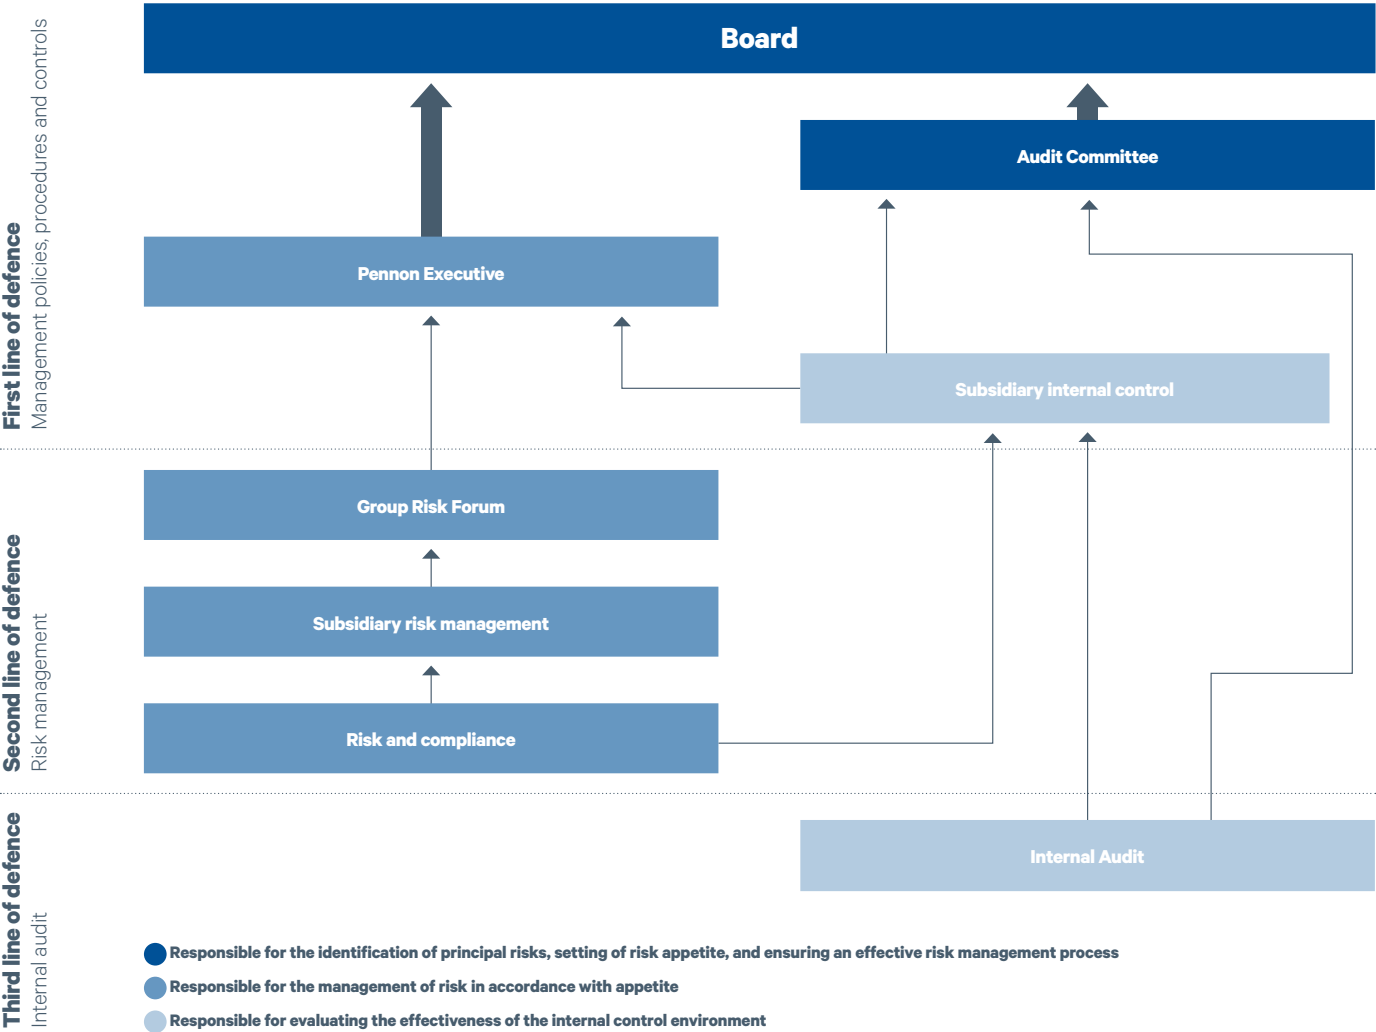 Board
Audit Committee
Pennon Executive
Subsidiary internal control
First line of defence
Management policies, procedures and controls
Group Risk Forum
Subsidiary risk management
Risk and compliance
Second line of defence
Risk management
Internal Audit
Third line of defence
Internal audit
Responsible for the identification of principal risks, setting of risk appetite, and ensuring an effective risk management process
Responsible for the management of risk in accordance with appetite
Responsible for evaluating the effectiveness of the internal control environment